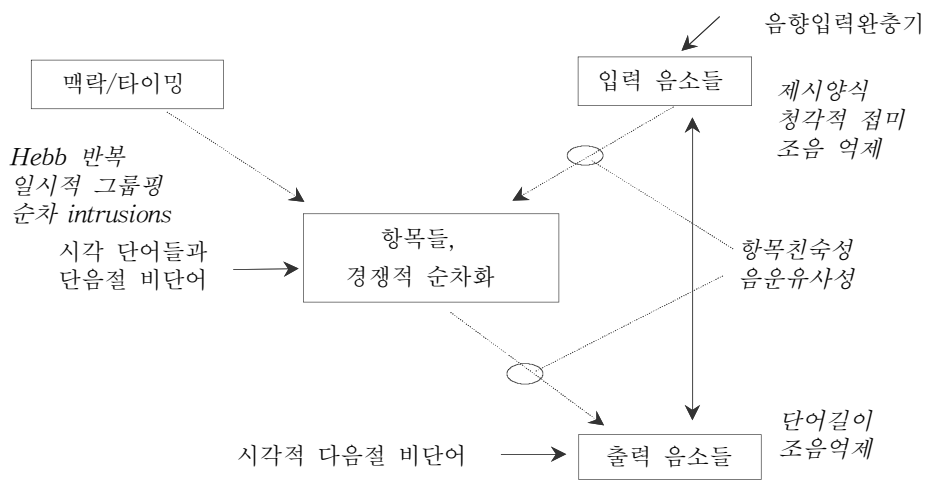 음향입력완충기
맥락/타이밍
입력 음소들
제시양식
청각적 접미
조음 억제
Hebb 반복
일시적 그룹핑
순차 intrusions
시각 단어들과
단음절 비단어
항목들,
경쟁적 순차화
항목친숙성
음운유사성
시각적 다음절 비단어
출력 음소들
단어길이
조음억제